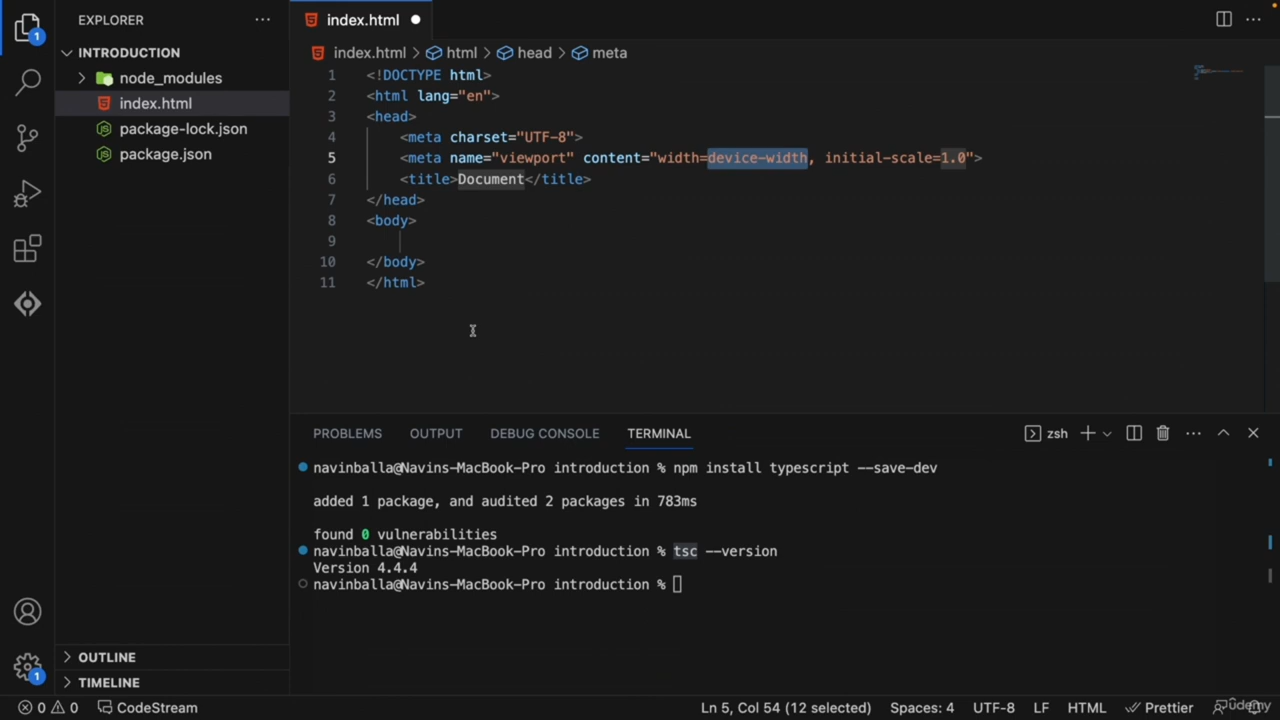 EXPLORER
index.html
1
INTRODUCTION
node_modules
index.html
package-lock.json
package.json
index.html > html > head > meta
1 <!DOCTYPE html>
2 <html lang="en">
3 <head>
4 <meta charset="UTF-8">
5 <meta name="viewport" content="width=device-width, initial-scale=1.0">
6 <title>Document</title>
7 </head>
8 <body>
9
10 </body>
11 </html>
PROBLEMS OUTPUT DEBUG CONSOLE TERMINAL zsh
navinballa@Navins-MacBook-Pro introduction % npm install typescript --save-dev
added 1 package, and audited 2 packages in 783ms
found 0 vulnerabilities
navinballa@Navins-MacBook-Pro introduction % tsc --version
Version 4.4.4
navinballa@Navins-MacBook-Pro introduction %
OUTLINE
1
TIMELINE
0 0 CodeStream Ln 5, Col 54 (12 selected) Spaces: 4 UTF-8 LF HTML Prettier
Udemy